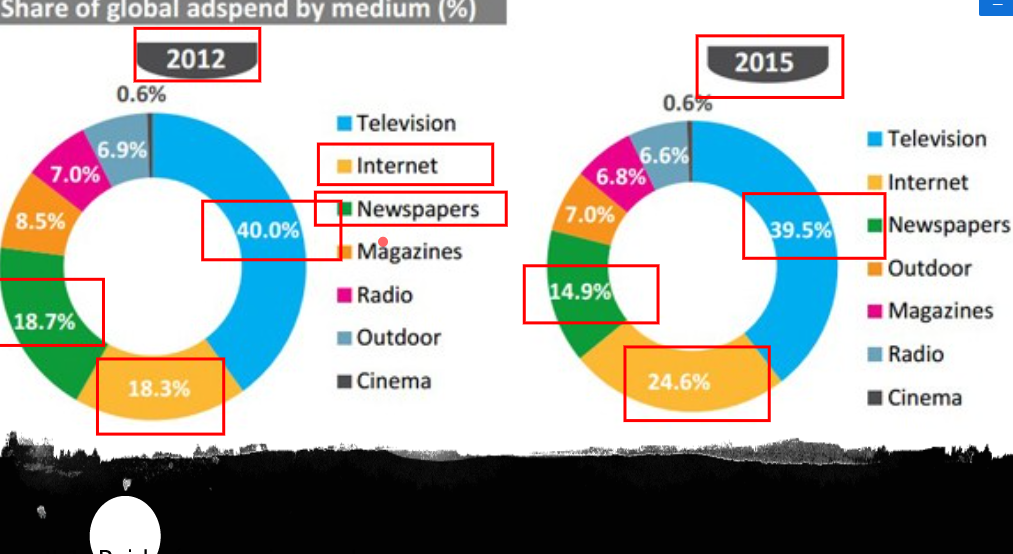 Share of global adspend by medium (%)
2012
0.6%
6.9%
7.0%
8.5%
40.0%
18.7%
18.3%
Television
Internet
Newspapers
Magazines
Radio
Outdoor
Cinema
2015
0.6%
6.6%
6.8%
7.0%
39.5%
14.9%
24.6%
Television
Internet
Newspapers
Outdoor
Magazines
Radio
Cinema